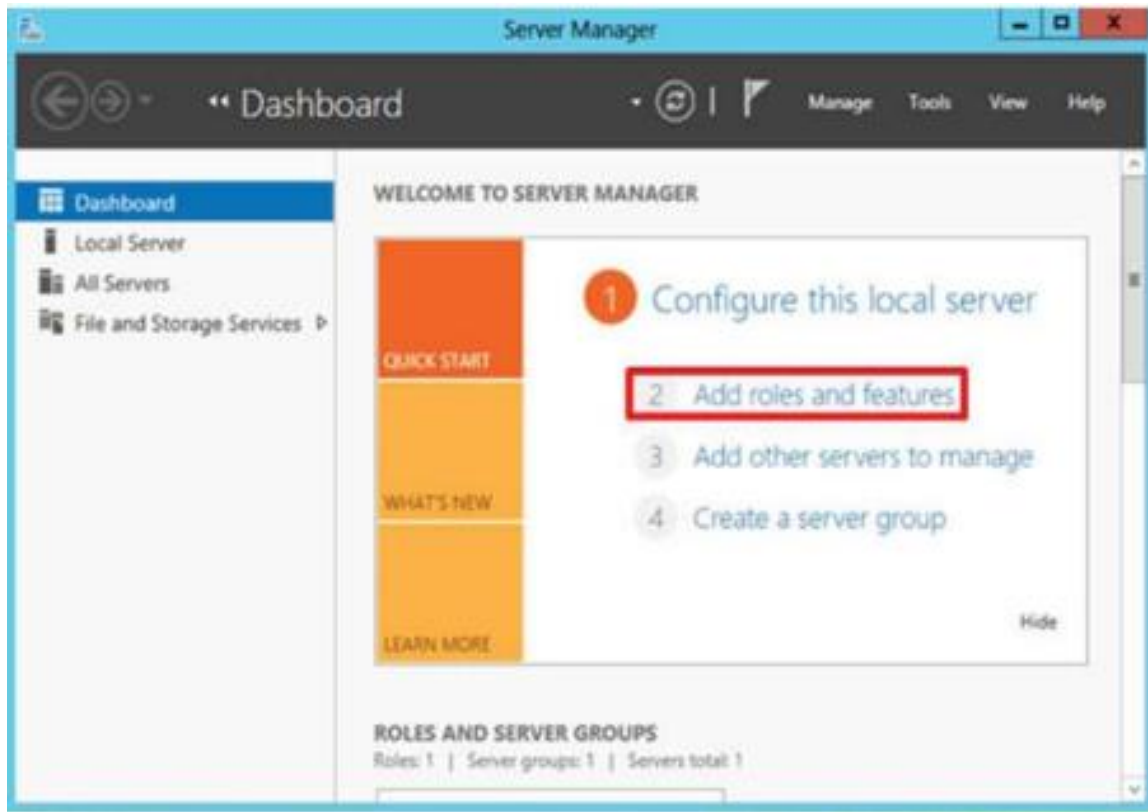 Server Manager
Dashboard
Manage Tools View Help
Dashboard
Local Server
All Servers
File and Storage Services
WELCOME TO SERVER MANAGER
QUICK START
WHAT'S NEW
LEARN MORE
1 Configure this local server
2 Add roles and features
3 Add other servers to manage
4 Create a server group
Hide
ROLES AND SERVER GROUPS
Roles: 1 | Server groups: 1 | Servers total: 1